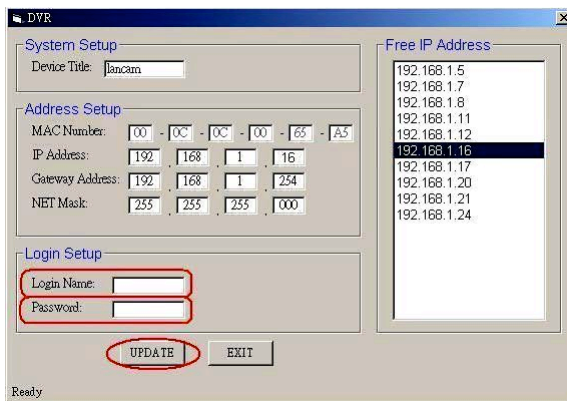 DVR
System Setup
Device Title: lancam
Address Setup
MAC Number: 00 - 0C - 0C - 00 - 65 - A5
IP Address: 192 . 168 . 1 . 16
Gateway Address: 192 . 168 . 1 . 254
NET Mask: 255 . 255 . 255 . 000
Login Setup
Login Name:
Password:
UPDATE EXIT
Ready
Free IP Address
192.168.1.5
192.168.1.7
192.168.1.8
192.168.1.11
192.168.1.12
192.168.1.16
192.168.1.17
192.168.1.20
192.168.1.21
192.168.1.24